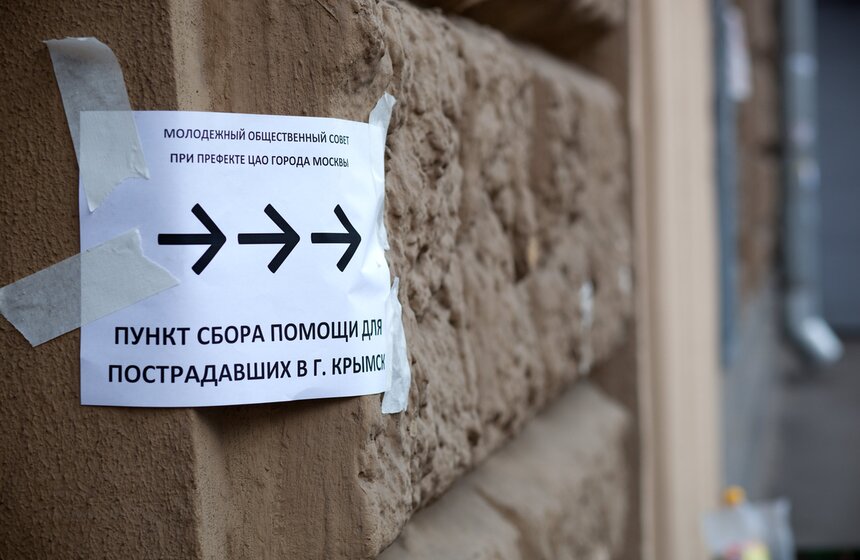 МОЛОДЕЖНЫЙ ОБЩЕСТВЕННЫЙ СОВЕТ
ПРИ ПРЕФЕКТЕ ЦАО ГОРОДА МОСКВЫ
→→→
ПУНКТ СБОРА ПОМОЩИ ДЛЯ
ПОСТРАДАВШИХ В Г. КРЫМСК